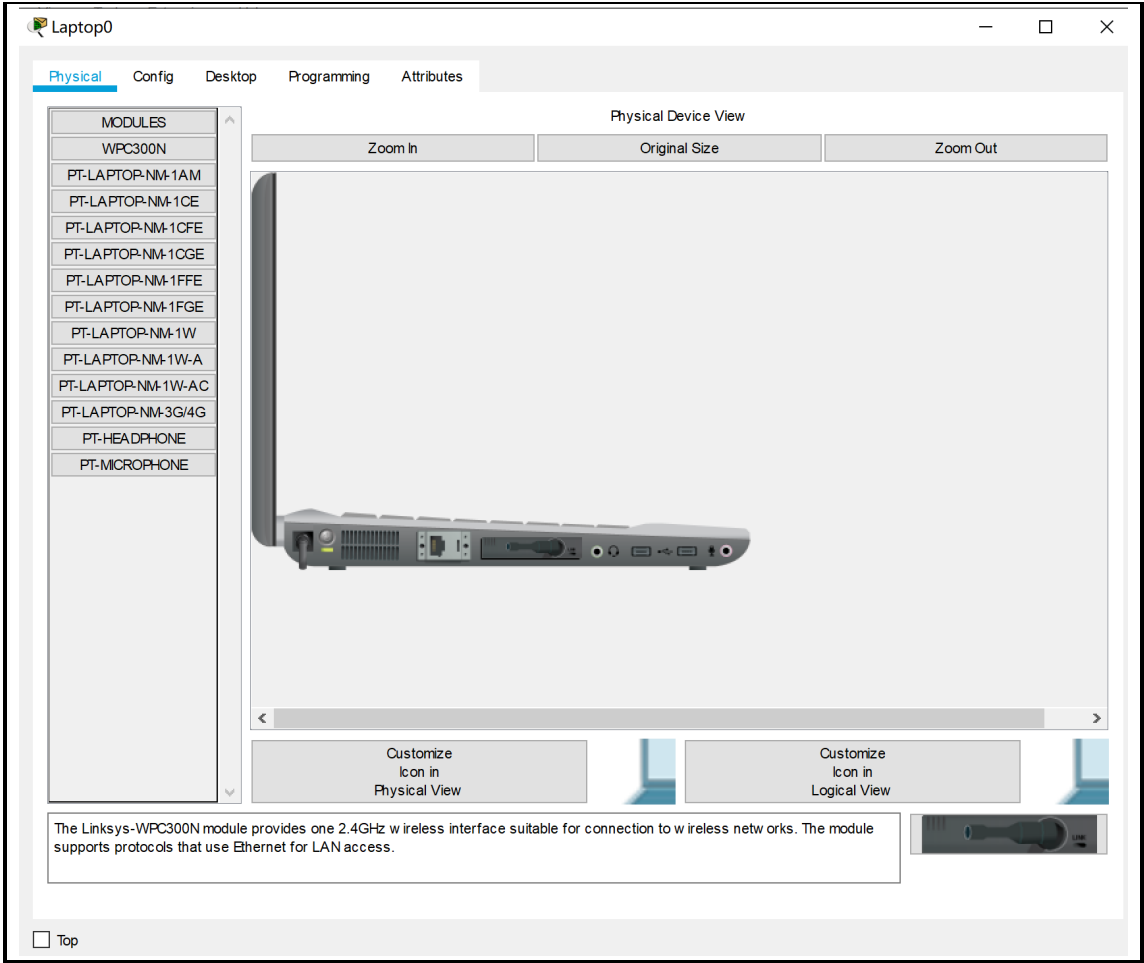 Laptop0
Physical Config Desktop Programming Attributes
MODULES
WPC300N
PT-LAPTOP-NM-1AM
PT-LAPTOP-NM-1CE
PT-LAPTOP-NM-1CFE
PT-LAPTOP-NM-1CGE
PT-LAPTOP-NM-1FFE
PT-LAPTOP-NM-1FGE
PT-LAPTOP-NM-1W
PT-LAPTOP-NM-1W-A
PT-LAPTOP-NM-1W-AC
PT-LAPTOP-NM-3G/4G
PT-HEADPHONE
PT-MICROPHONE
Physical Device View
Zoom In Original Size Zoom Out
Customize
Icon in
Physical View
Customize
Icon in
Logical View
The Linksys-WPC300N module provides one 2.4GHz wireless interface suitable for connection to wireless networks. The module
supports protocols that use Ethernet for LAN access.
LINK
Top